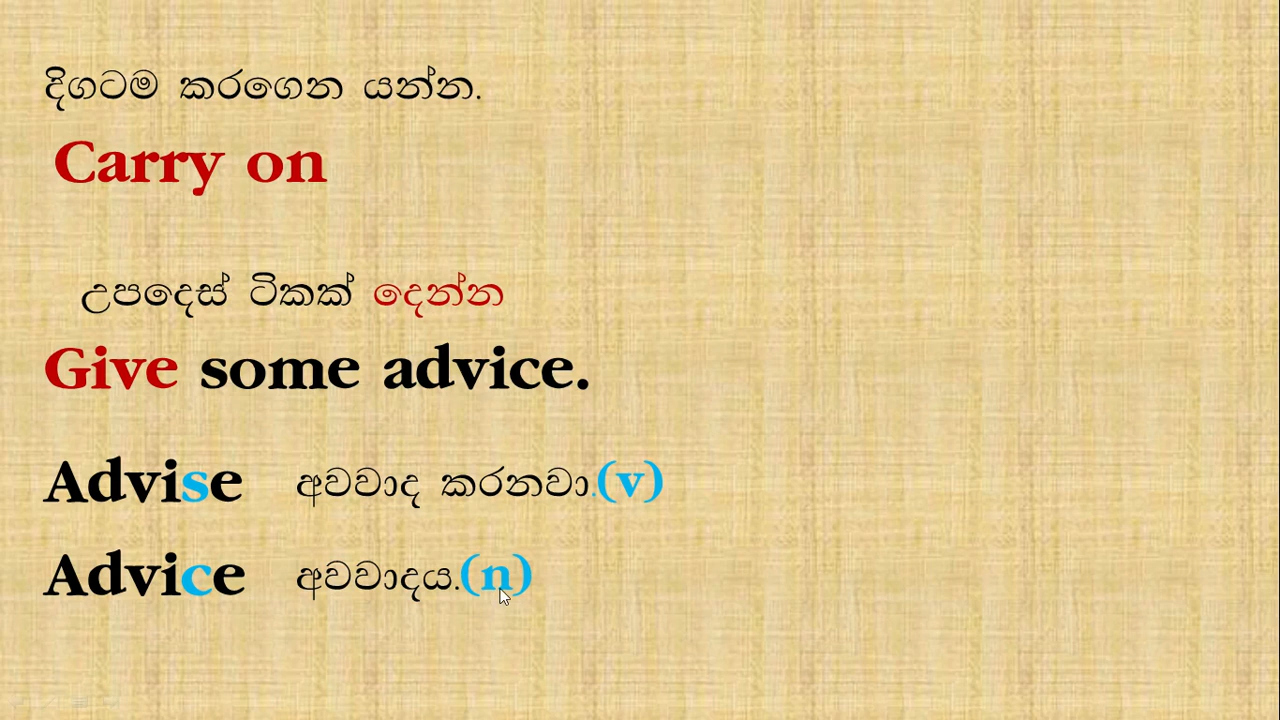 දිගටම කරගෙන යන්න.
Carry on
උපදෙස් ටිකක් දෙන්න
Give some advice.
Advise අවවාද කරනවා.(v)
Advice අවවාදය.(n)